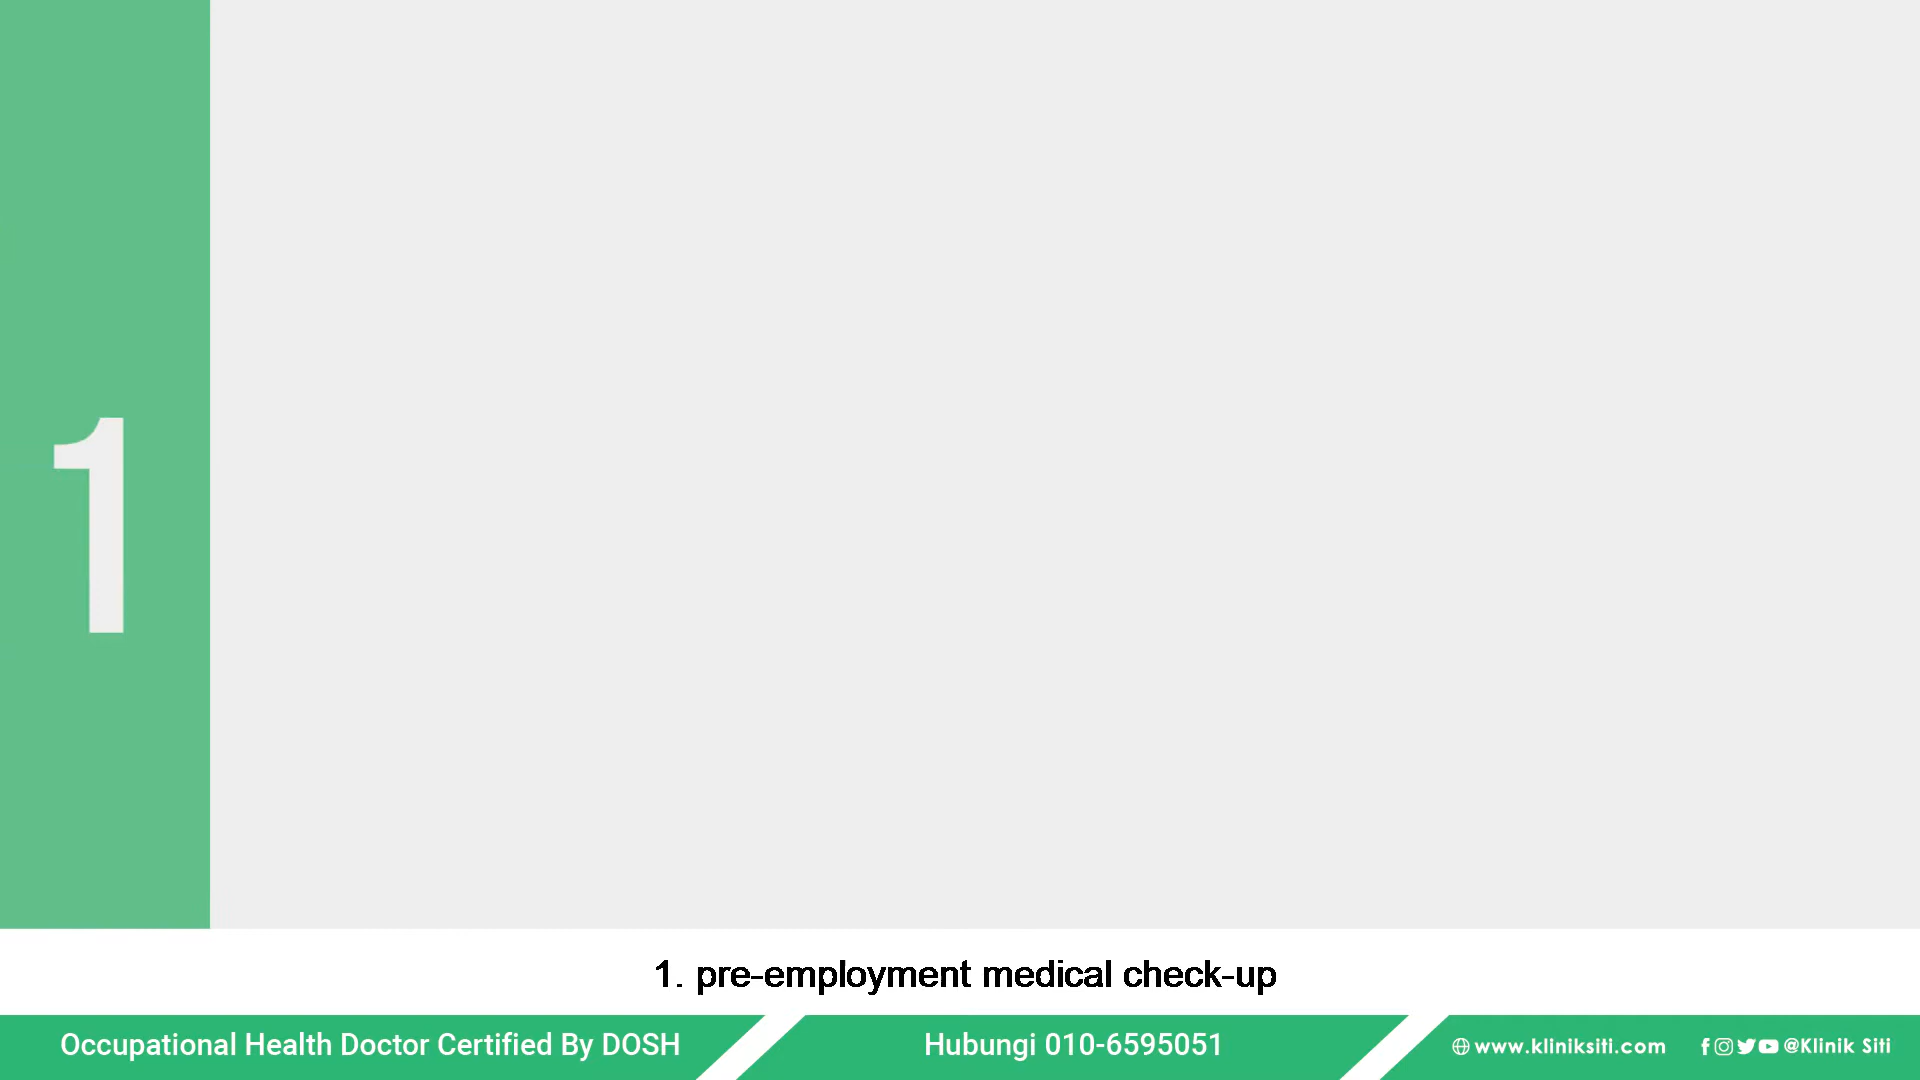 1
1. pre-employment medical check-up
Occupational Health Doctor Certified By DOSH
Hubungi 010-6595051
www.kliniksiti.com
@Klinik Siti